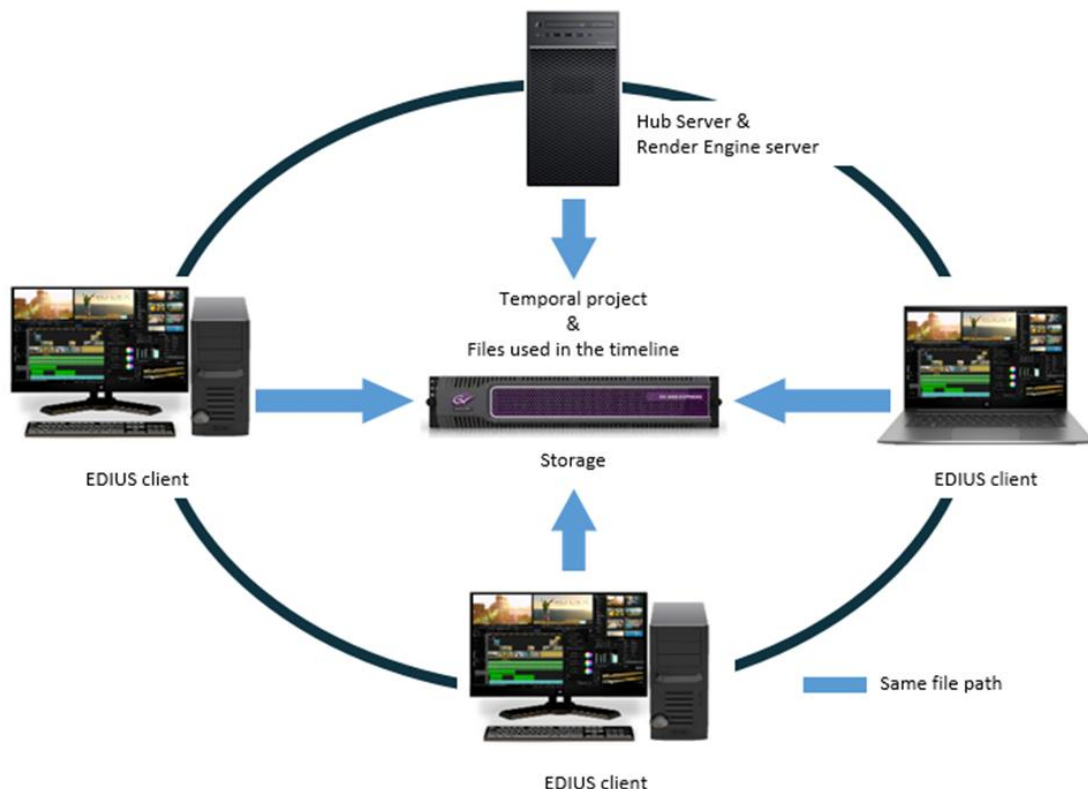 Hub Server &
Render Engine server
Temporal project
&
Files used in the timeline
Storage
EDIUS client
EDIUS client
Same file path
EDIUS client